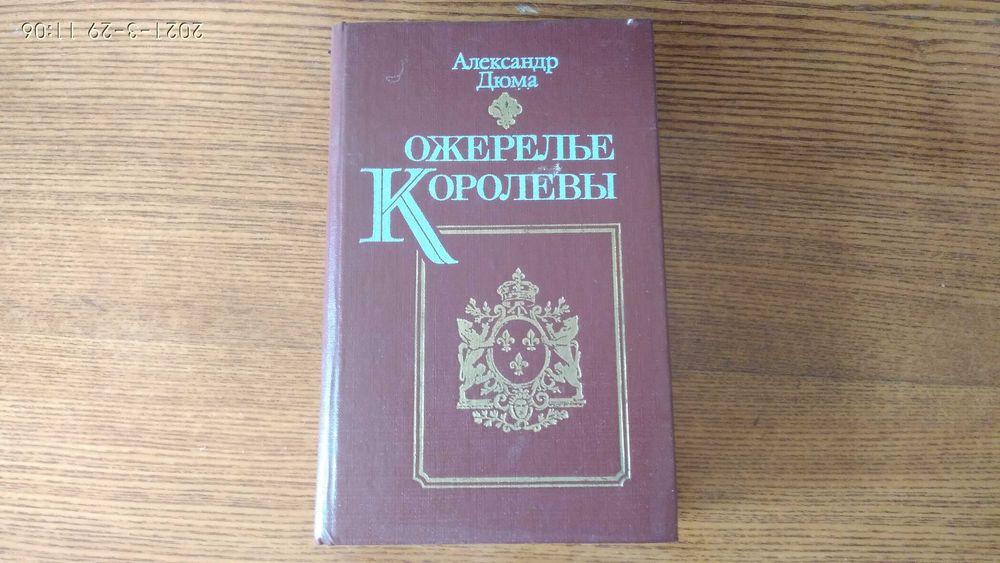 2021-3-29 11:06
Александр
Дюма
ОЖЕРЕЛЬЕ
КОРОЛЕВЫ